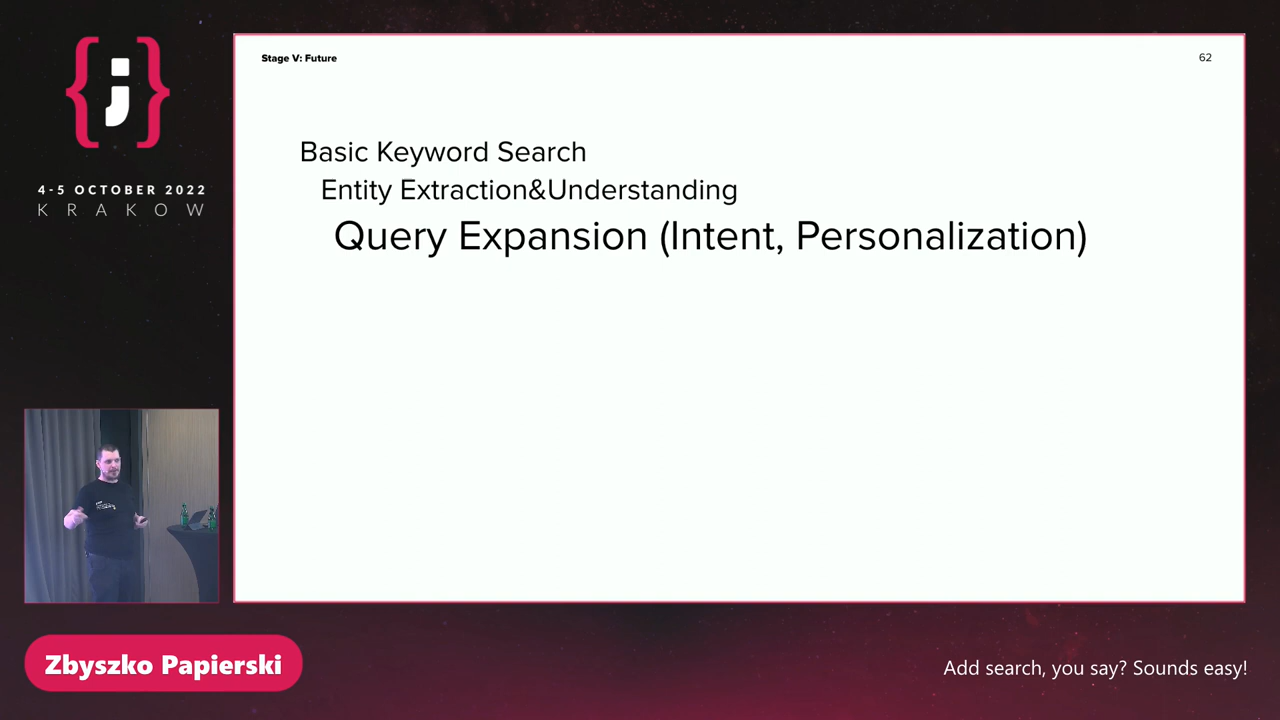 {;}
4-5 OCTOBER 2022
KRAKOW
Stage V: Future
62
Basic Keyword Search
Entity Extraction&Understanding
Query Expansion (Intent, Personalization)
Zbyszko Papierski
Add search, you say? Sounds easy!